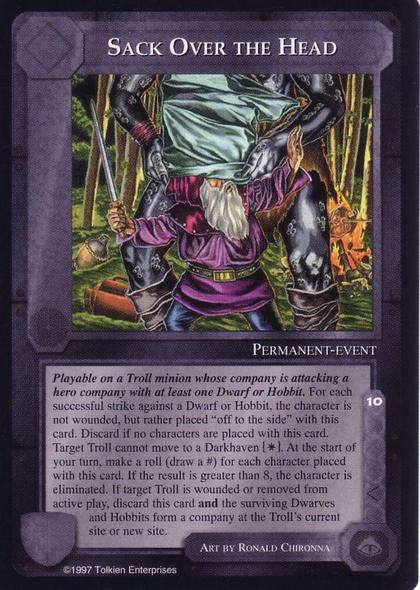 SACK OVER THE HEAD
PERMANENT-EVENT
Playable on a Troll minion whose company is attacking a
hero company with at least one Dwarf or Hobbit. For each
successful strike against a Dwarf or Hobbit, the character is
not wounded, but rather placed “off to the side” with this
card. Discard if no characters are placed with this card.
Target Troll cannot move to a Darkhaven [✶]. At the start of
your turn, make a roll (draw a #) for each character placed
with this card. If the result is greater than 8, the character is
eliminated. If target Troll is wounded or removed from
active play, discard this card and the surviving Dwarves
and Hobbits form a company at the Troll's current
site or new site.
10
ART BY RONALD CHIRONNA
©1997 Tolkien Enterprises